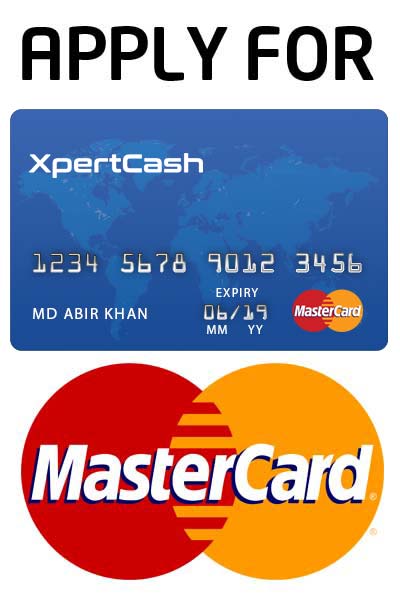 APPLY FOR
XpertCash
1234 5678 9012 3456
EXPIRY
MD ABIR KHAN 06/19 MasterCard
MM YY
MasterCard®
®